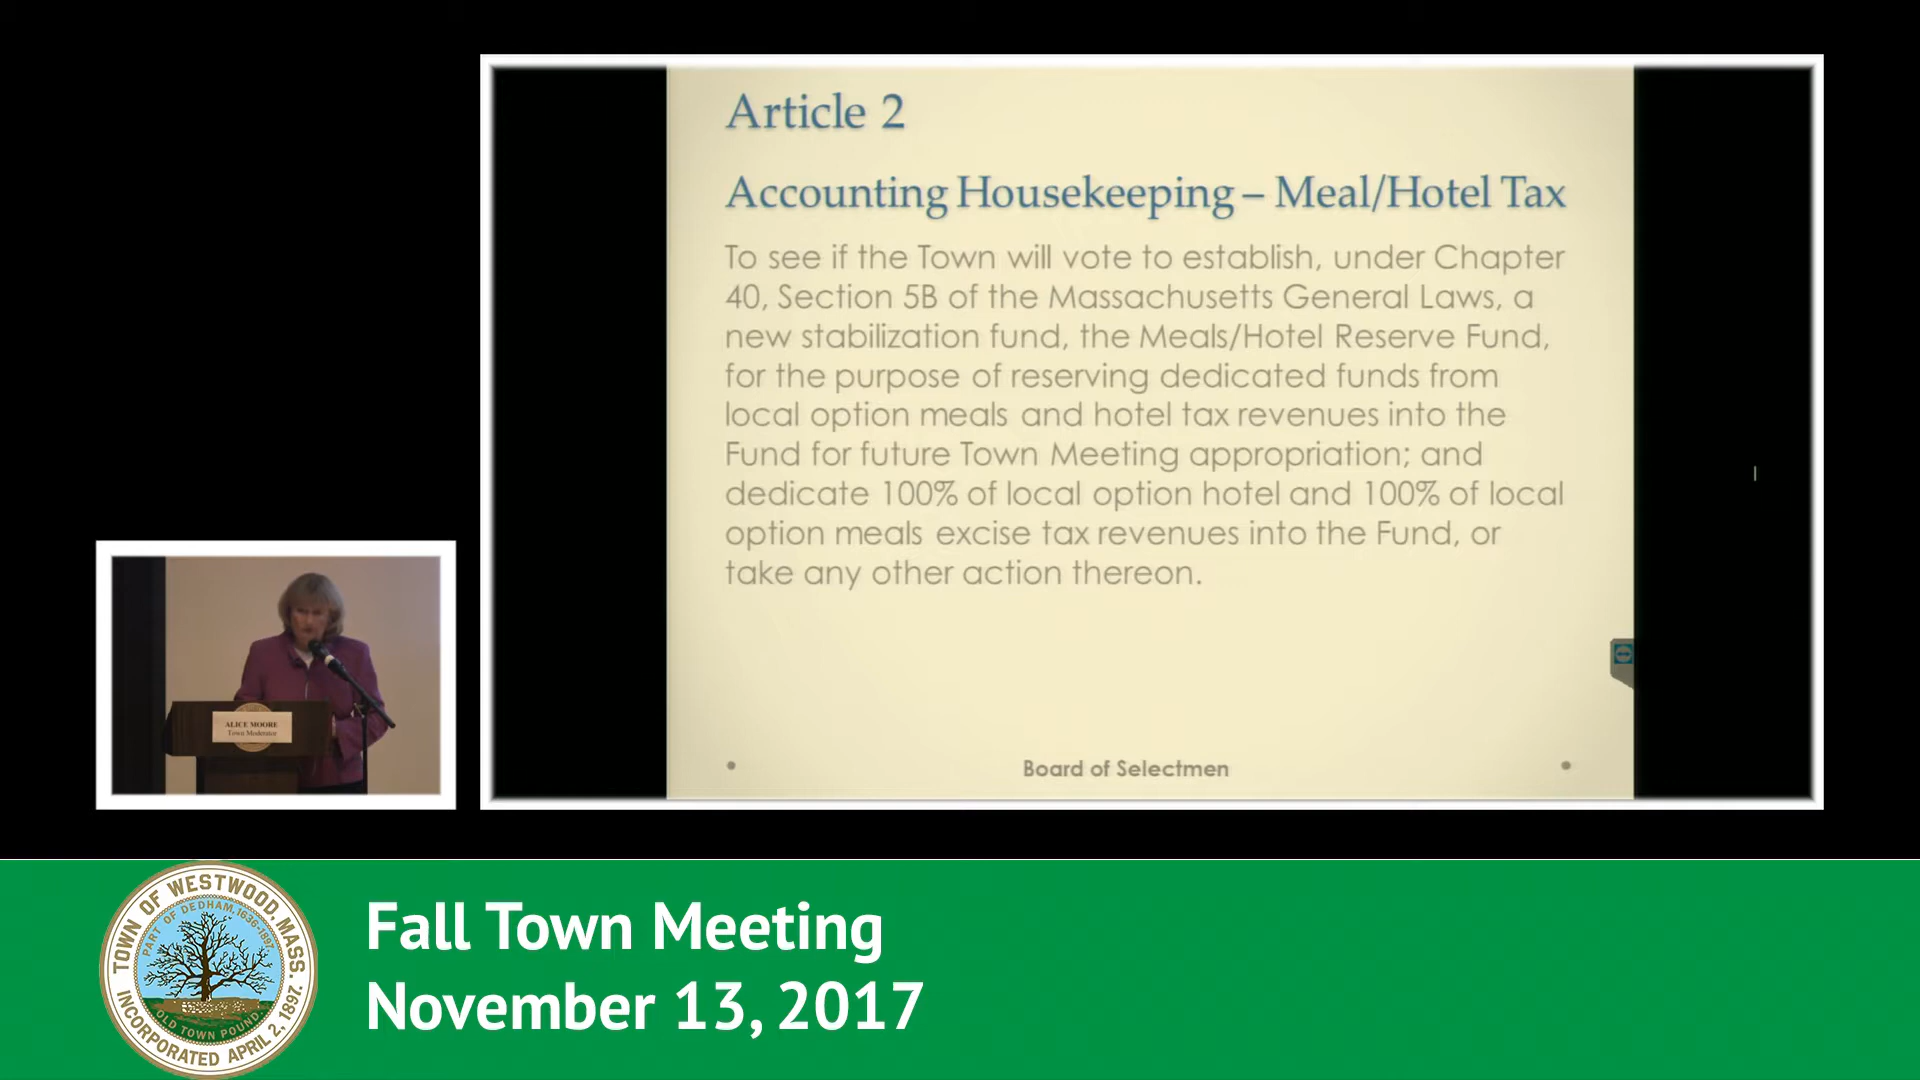 Article 2
Accounting Housekeeping – Meal/Hotel Tax
To see if the Town will vote to establish, under Chapter
40, Section 5B of the Massachusetts General Laws, a
new stabilization fund, the Meals/Hotel Reserve Fund,
for the purpose of reserving dedicated funds from
local option meals and hotel tax revenues into the
Fund for future Town Meeting appropriation; and
dedicate 100% of local option hotel and 100% of local
option meals excise tax revenues into the Fund, or
take any other action thereon.
Board of Selectmen
ALICE MOORE
Town Moderator
TOWN OF WESTWOOD, MASS.
PART OF DEDHAM, 1636-1897
OLD TOWN POUND
INCORPORATED APRIL 2, 1897.
Fall Town Meeting
November 13, 2017